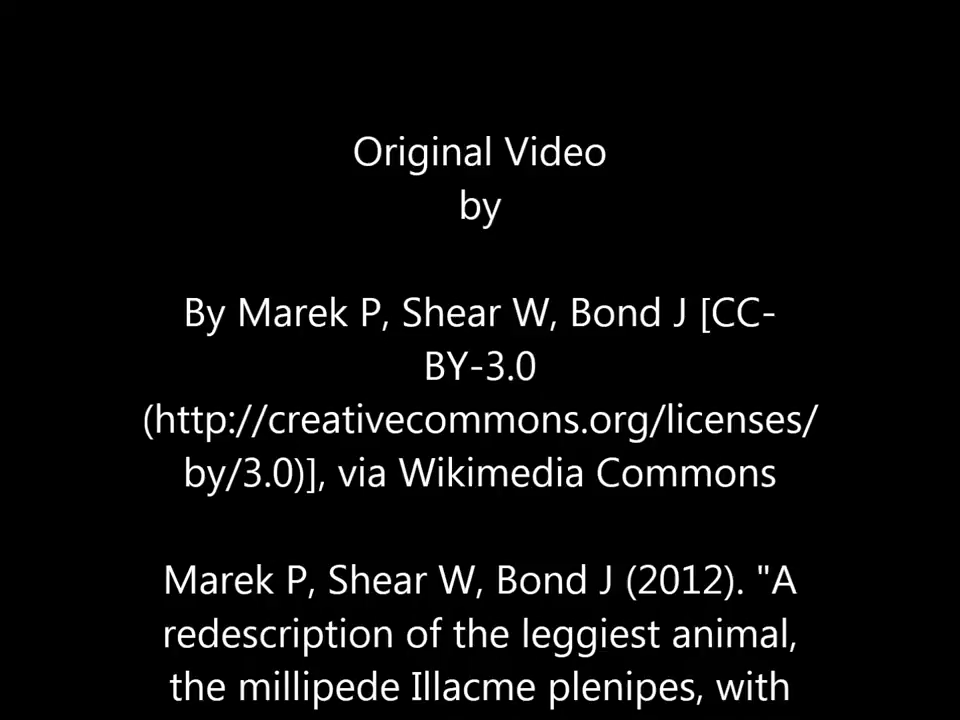 Original Video
by
By Marek P, Shear W, Bond J [CC-
BY-3.0
(http://creativecommons.org/licenses/
by/3.0)], via Wikimedia Commons
Marek P, Shear W, Bond J (2012). "A
redescription of the leggiest animal,
the millipede Illacme plenipes, with